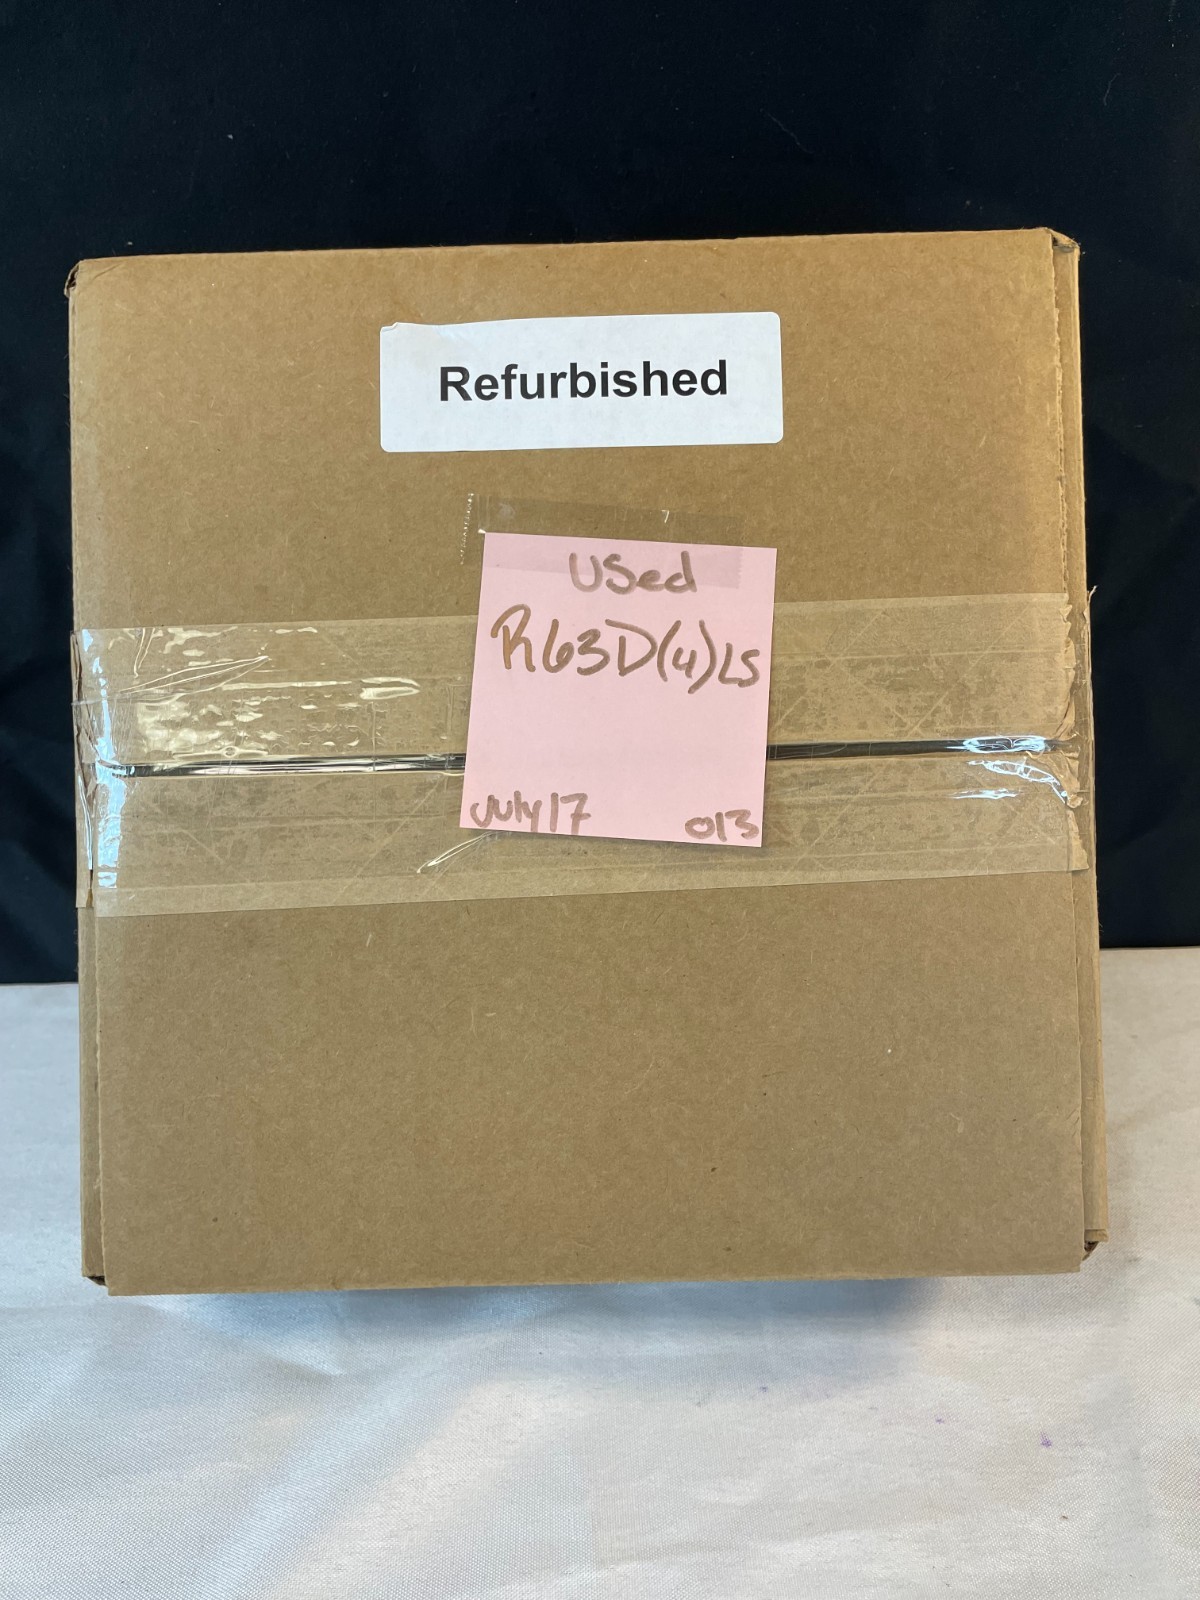 Refurbished
USed
R63D(4)LS
July 17 013